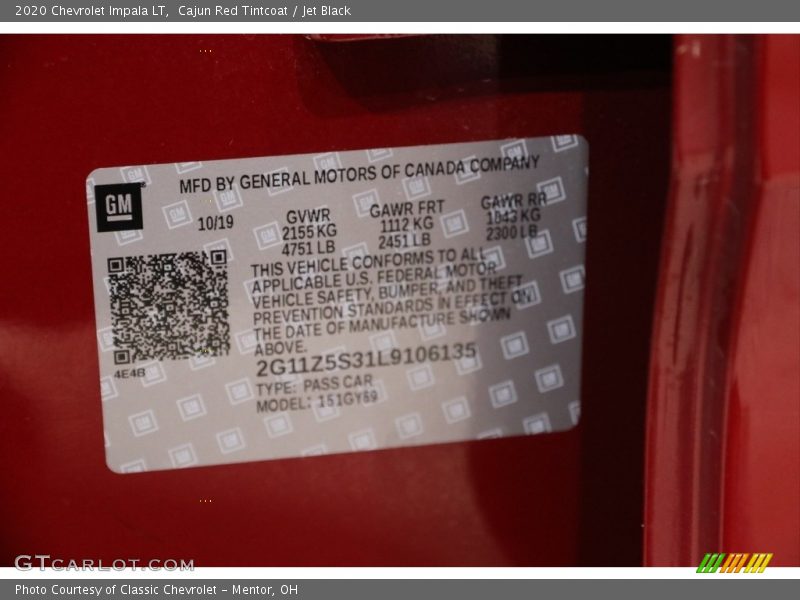 2020 Chevrolet Impala LT, Cajun Red Tintcoat / Jet Black
GM
MFD BY GENERAL MOTORS OF CANADA COMPANY
10/19
GVWR
2155 KG
4751 LB
GAWR FRT
1112 KG
2451 LB
GAWR RR
1043 KG
2300 LB
THIS VEHICLE CONFORMS TO ALL
APPLICABLE U.S. FEDERAL MOTOR
VEHICLE SAFETY, BUMPER, AND THEFT
PREVENTION STANDARDS IN EFFECT ON
THE DATE OF MANUFACTURE SHOWN
ABOVE.
4E4B
2G11Z5S31L9106135
TYPE: PASS CAR
MODEL: 1S1GY69
GTCARLOT.COM
Photo Courtesy of Classic Chevrolet - Mentor, OH